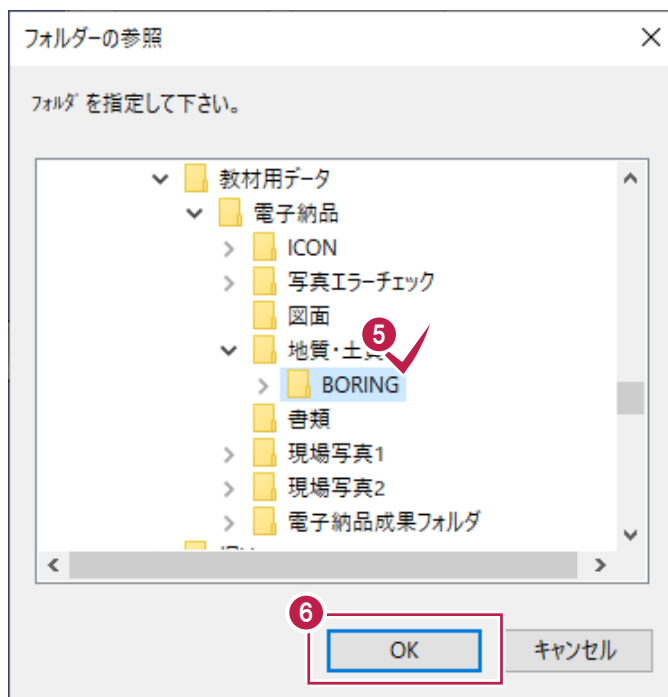 フォルダーの参照
フォルダを指定して下さい。
教材用データ
電子納品
ICON
写真エラーチェック
図面
5
地質・土
BORING
書類
現場写真1
現場写真2
電子納品成果フォルダ
6
OK キャンセル